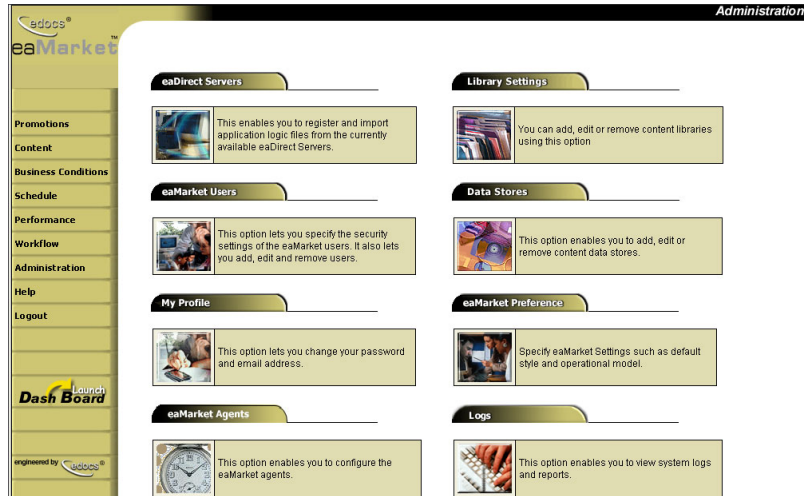 Administration
edocs®
eaMarket™
Promotions
Content
Business Conditions
Schedule
Performance
Workflow
Administration
Help
Logout
Launch
Dash Board
engineered by edocs®
eaDirect Servers
This enables you to register and import
application logic files from the currently
available eaDirect Servers.
Library Settings
You can add, edit or remove content libraries
using this option
eaMarket Users
This option lets you specify the security
settings of the eaMarket users. It also lets
you add, edit and remove users.
Data Stores
This option enables you to add, edit or
remove content data stores.
My Profile
This option lets you change your password
and email address.
eaMarket Preference
Specify eaMarket Settings such as default
style and operational model.
eaMarket Agents
This option enables you to configure the
eaMarket agents.
Logs
This option enables you to view system logs
and reports.